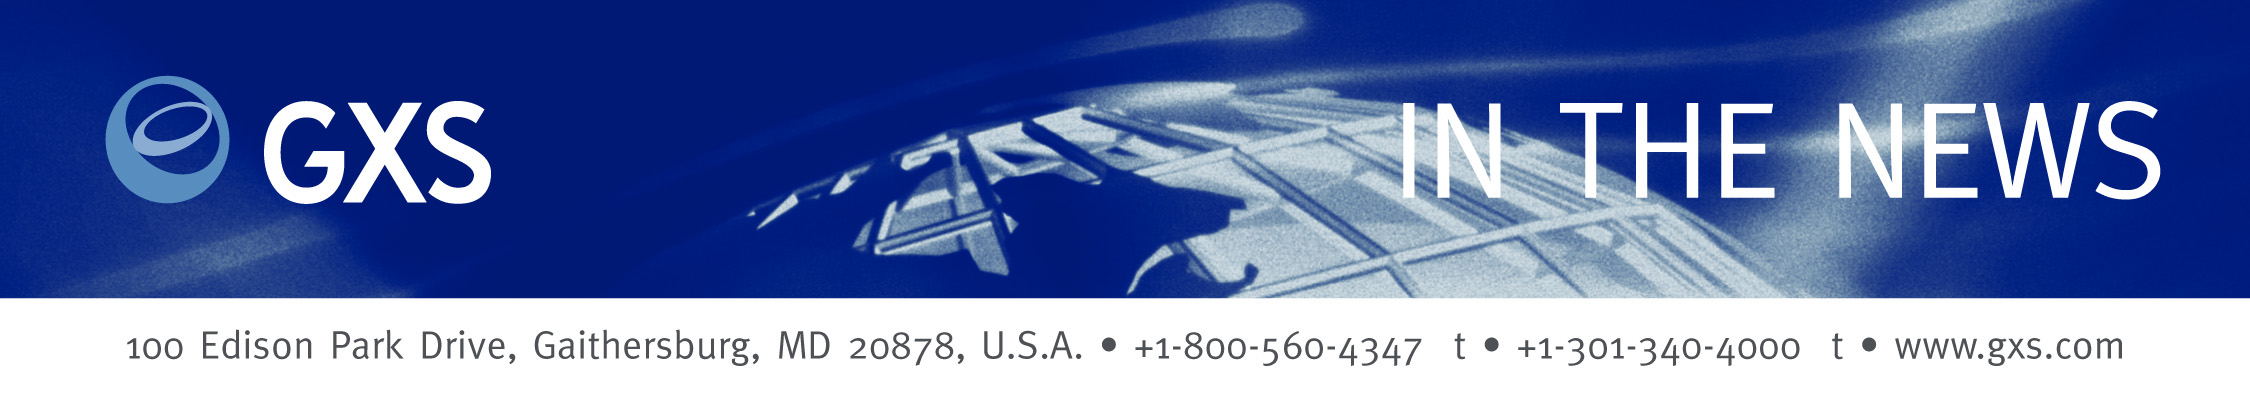 GXS IN THE NEWS
100 Edison Park Drive, Gaithersburg, MD 20878, U.S.A. • +1-800-560-4347 t • +1-301-340-4000 t • www.gxs.com